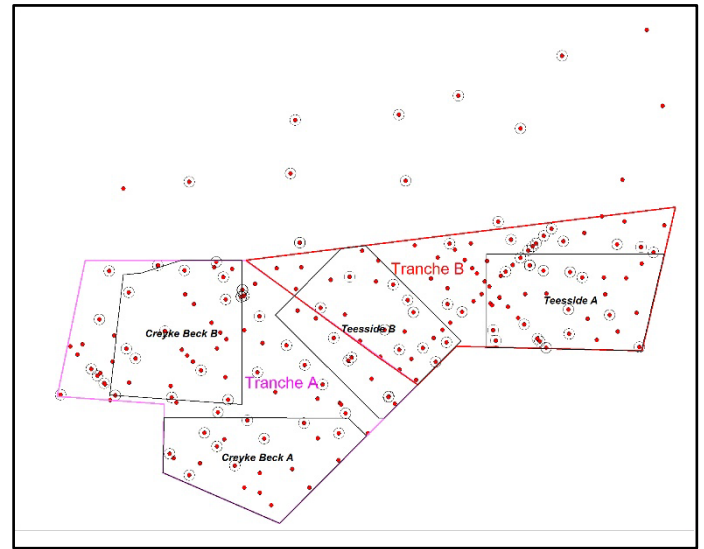 Tranche B
Teesside A
Creyke Beck B
Teesside B
Tranche A
Creyke Beck A